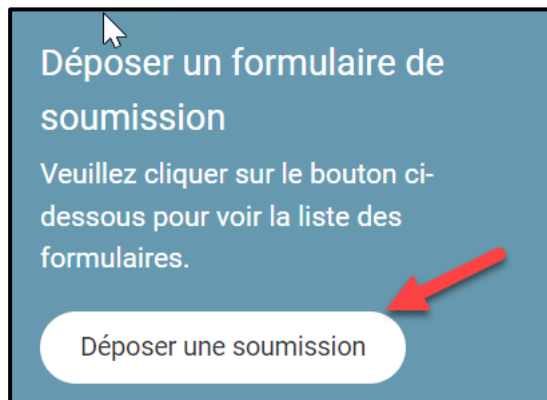 Déposer un formulaire de
soumission
Veuillez cliquer sur le bouton ci-
dessous pour voir la liste des
formulaires.
Déposer une soumission